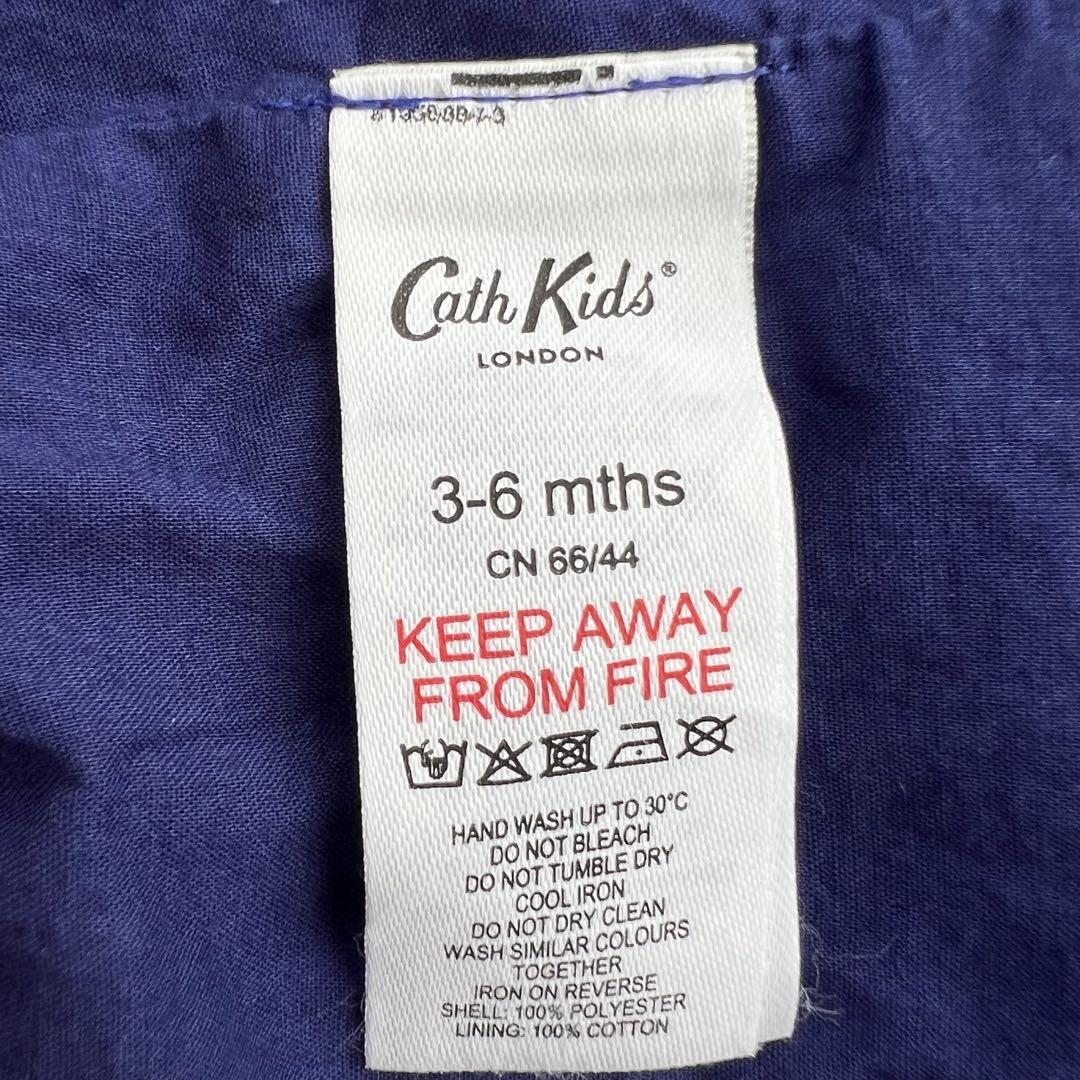 Cath Kids®
LONDON
3-6 mths
CN 66/44
KEEP AWAY
FROM FIRE
HAND WASH UP TO 30°C
DO NOT BLEACH
DO NOT TUMBLE DRY
COOL IRON
DO NOT DRY CLEAN
WASH SIMILAR COLOURS
TOGETHER
IRON ON REVERSE
SHELL: 100% POLYESTER
LINING: 100% COTTON